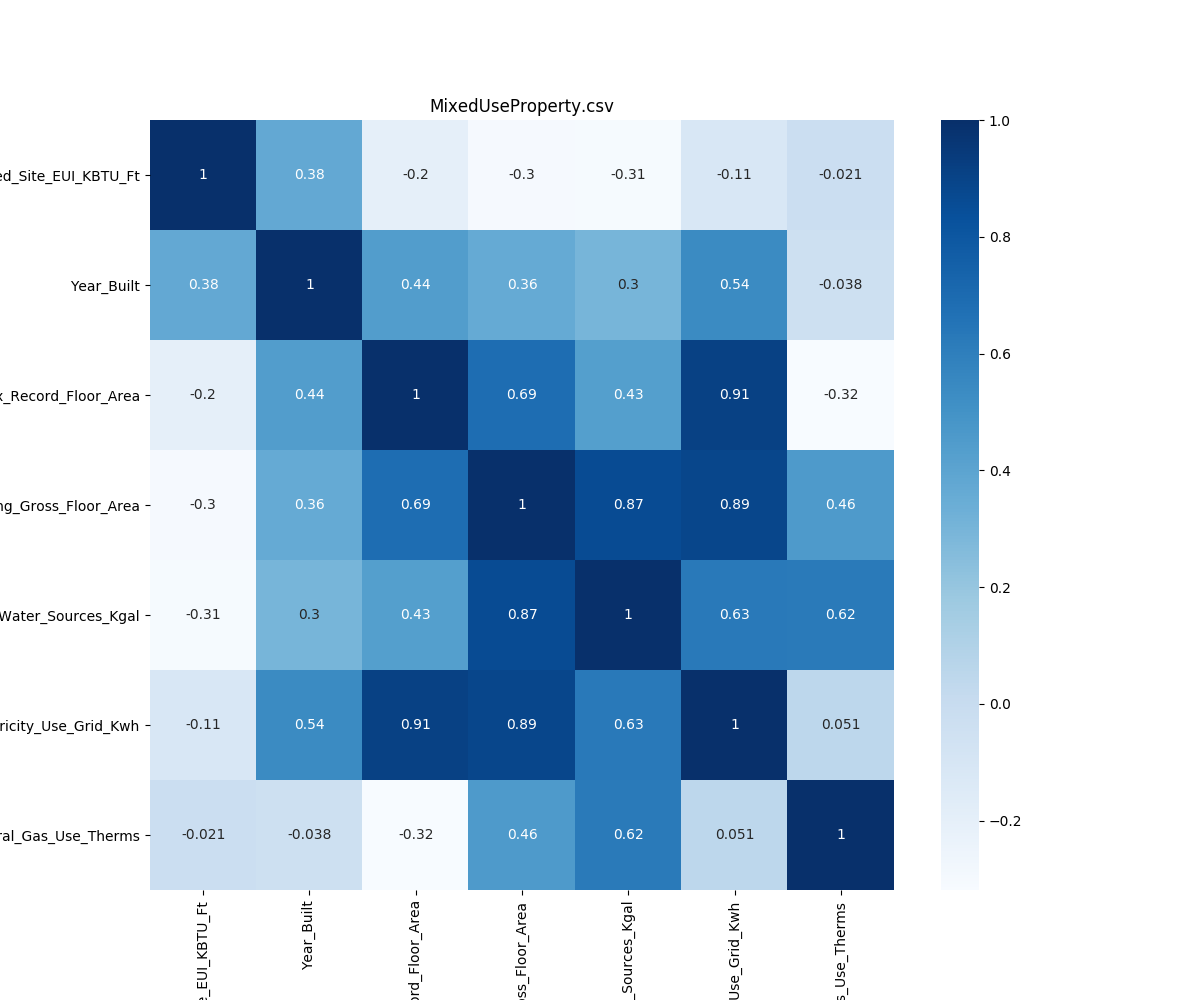 MixedUseProperty.csv
ed_Site_EUI_KBTU_Ft 1 0.38 -0.2 -0.3 -0.31 -0.11 -0.021
Year_Built 0.38 1 0.44 0.36 0.3 0.54 -0.038
x_Record_Floor_Area -0.2 0.44 1 0.69 0.43 0.91 -0.32
ng_Gross_Floor_Area -0.3 0.36 0.69 1 0.87 0.89 0.46
Water_Sources_Kgal -0.31 0.3 0.43 0.87 1 0.63 0.62
ricity_Use_Grid_Kwh -0.11 0.54 0.91 0.89 0.63 1 0.051
ral_Gas_Use_Therms -0.021 -0.038 -0.32 0.46 0.62 0.051 1
e_EUI_KBTU_Ft
Year_Built
ord_Floor_Area
oss_Floor_Area
_Sources_Kgal
Use_Grid_Kwh
s_Use_Therms
1.0
0.8
0.6
0.4
0.2
0.0
−0.2